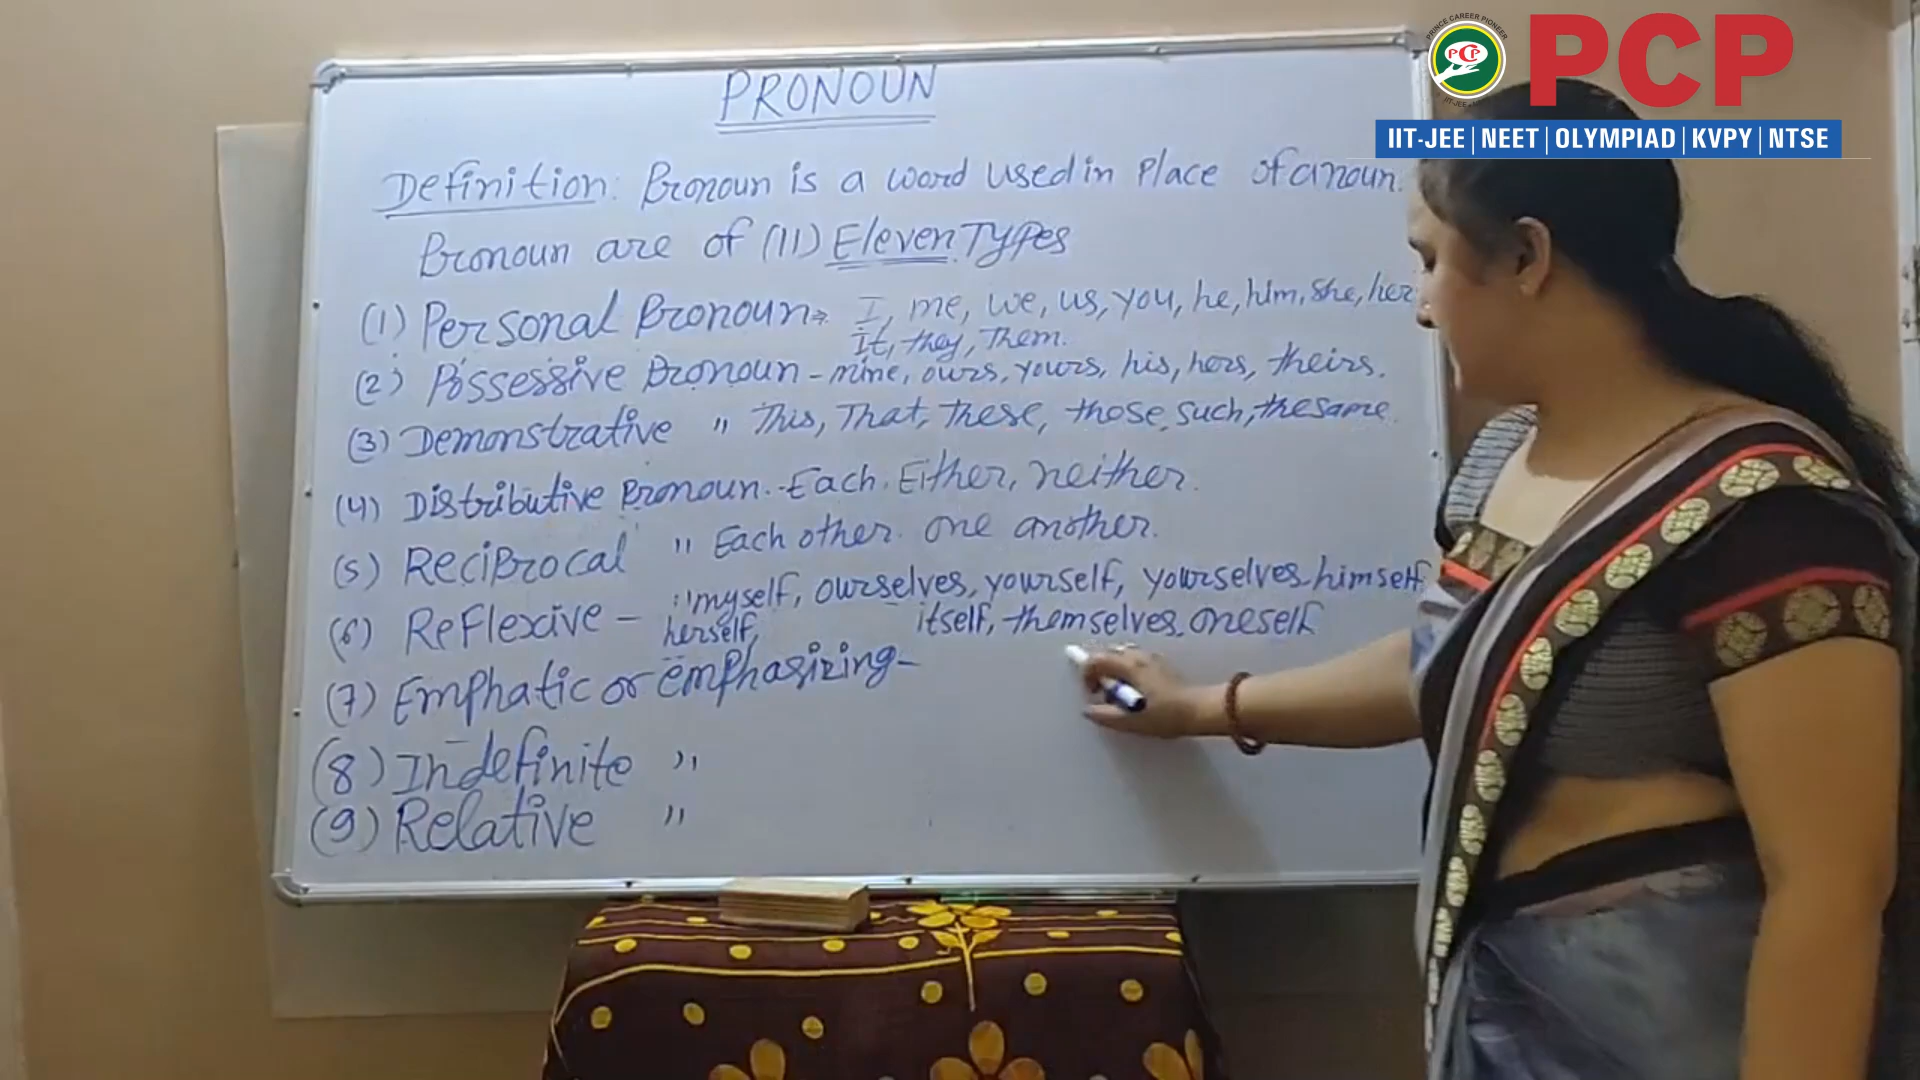 PRINCE CAREER PIONEER
PCP
PCP
IIT-JEE | NEET | OLYMPIAD | KVPY | NTSE
PRONOUN
Definition: Pronoun is a word used in Place of a noun.
Pronoun are of (11) Eleven Types
(1) Personal Pronoun → I, me, we, us, you, he, him, she, her
It, they, Them.
(2) Possessive Pronoun - mine, ours, yours, his, hers, theirs.
(3) Demonstrative " This, That, these, those, such, the same.
(4) Distributive Pronoun. - Each. Either, neither.
(5) Reciprocal " Each other. one another.
(6) Reflexive - myself, ourselves, yourself, yourselves, himself
herself, itself, themselves, oneself
(7) Emphatic or emphasizing -
(8) Indefinite "
(9) Relative "